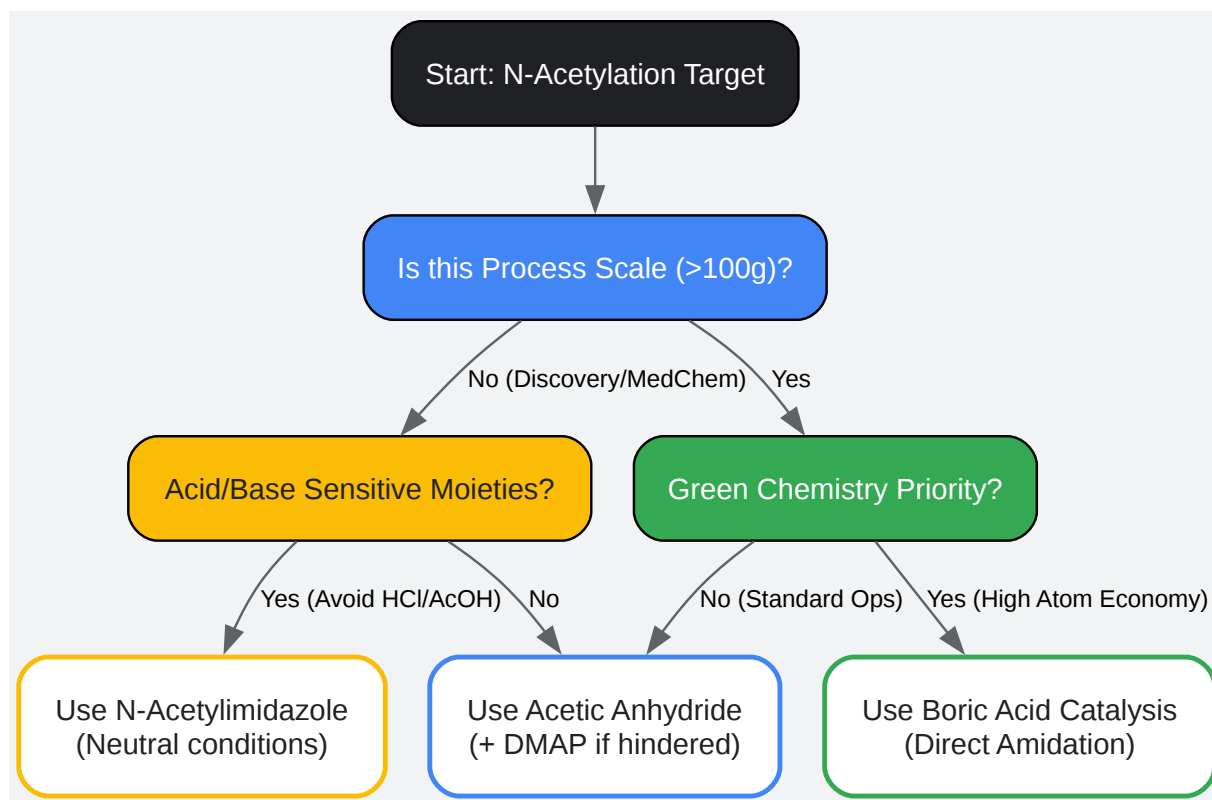 Start: N-Acetylation Target
Is this Process Scale (>100g)?
No (Discovery/MedChem)
Yes
Acid/Base Sensitive Moieties?
Green Chemistry Priority?
Yes (Avoid HCl/AcOH)
No
No (Standard Ops)
Yes (High Atom Economy)
Use N-Acetylimidazole
(Neutral conditions)
Use Acetic Anhydride
(+ DMAP if hindered)
Use Boric Acid Catalysis
(Direct Amidation)